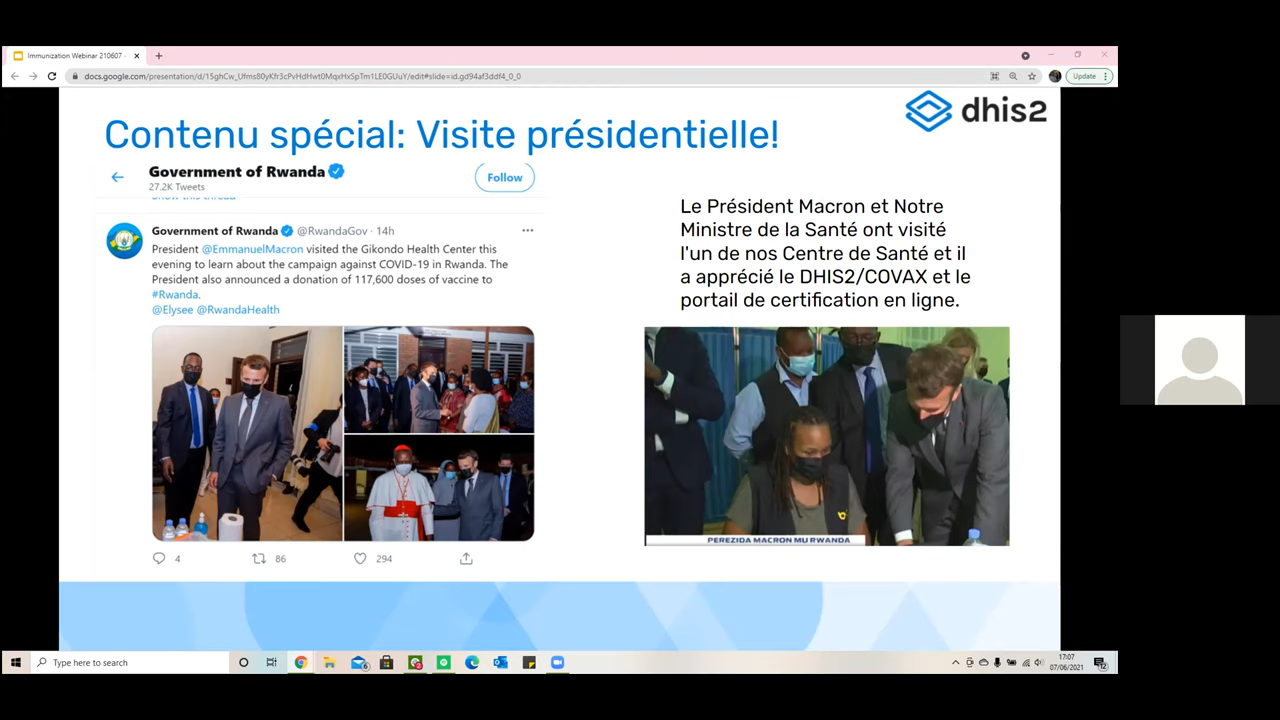 Immunization Webinar 210607 -
docs.google.com/presentation/d/15ghCw_Ufms80yKfr3cPvHdHwt0MqxHxSpTm1LE0GUuY/edit#slide=id.gd94af3ddf4_0_0
Update
dhis2
Contenu spécial: Visite présidentielle!
Government of Rwanda
27.2K Tweets
Follow
Show this thread
Government of Rwanda @RwandaGov · 14h
President @EmmanuelMacron visited the Gikondo Health Center this
evening to learn about the campaign against COVID-19 in Rwanda. The
President also announced a donation of 117,600 doses of vaccine to
#Rwanda.
@Elysee @RwandaHealth
4
86
294
Le Président Macron et Notre
Ministre de la Santé ont visité
l'un de nos Centre de Santé et il
a apprécié le DHIS2/COVAX et le
portail de certification en ligne.
PEREZIDA MACRON MU RWANDA
Type here to search
17:07
07/06/2021